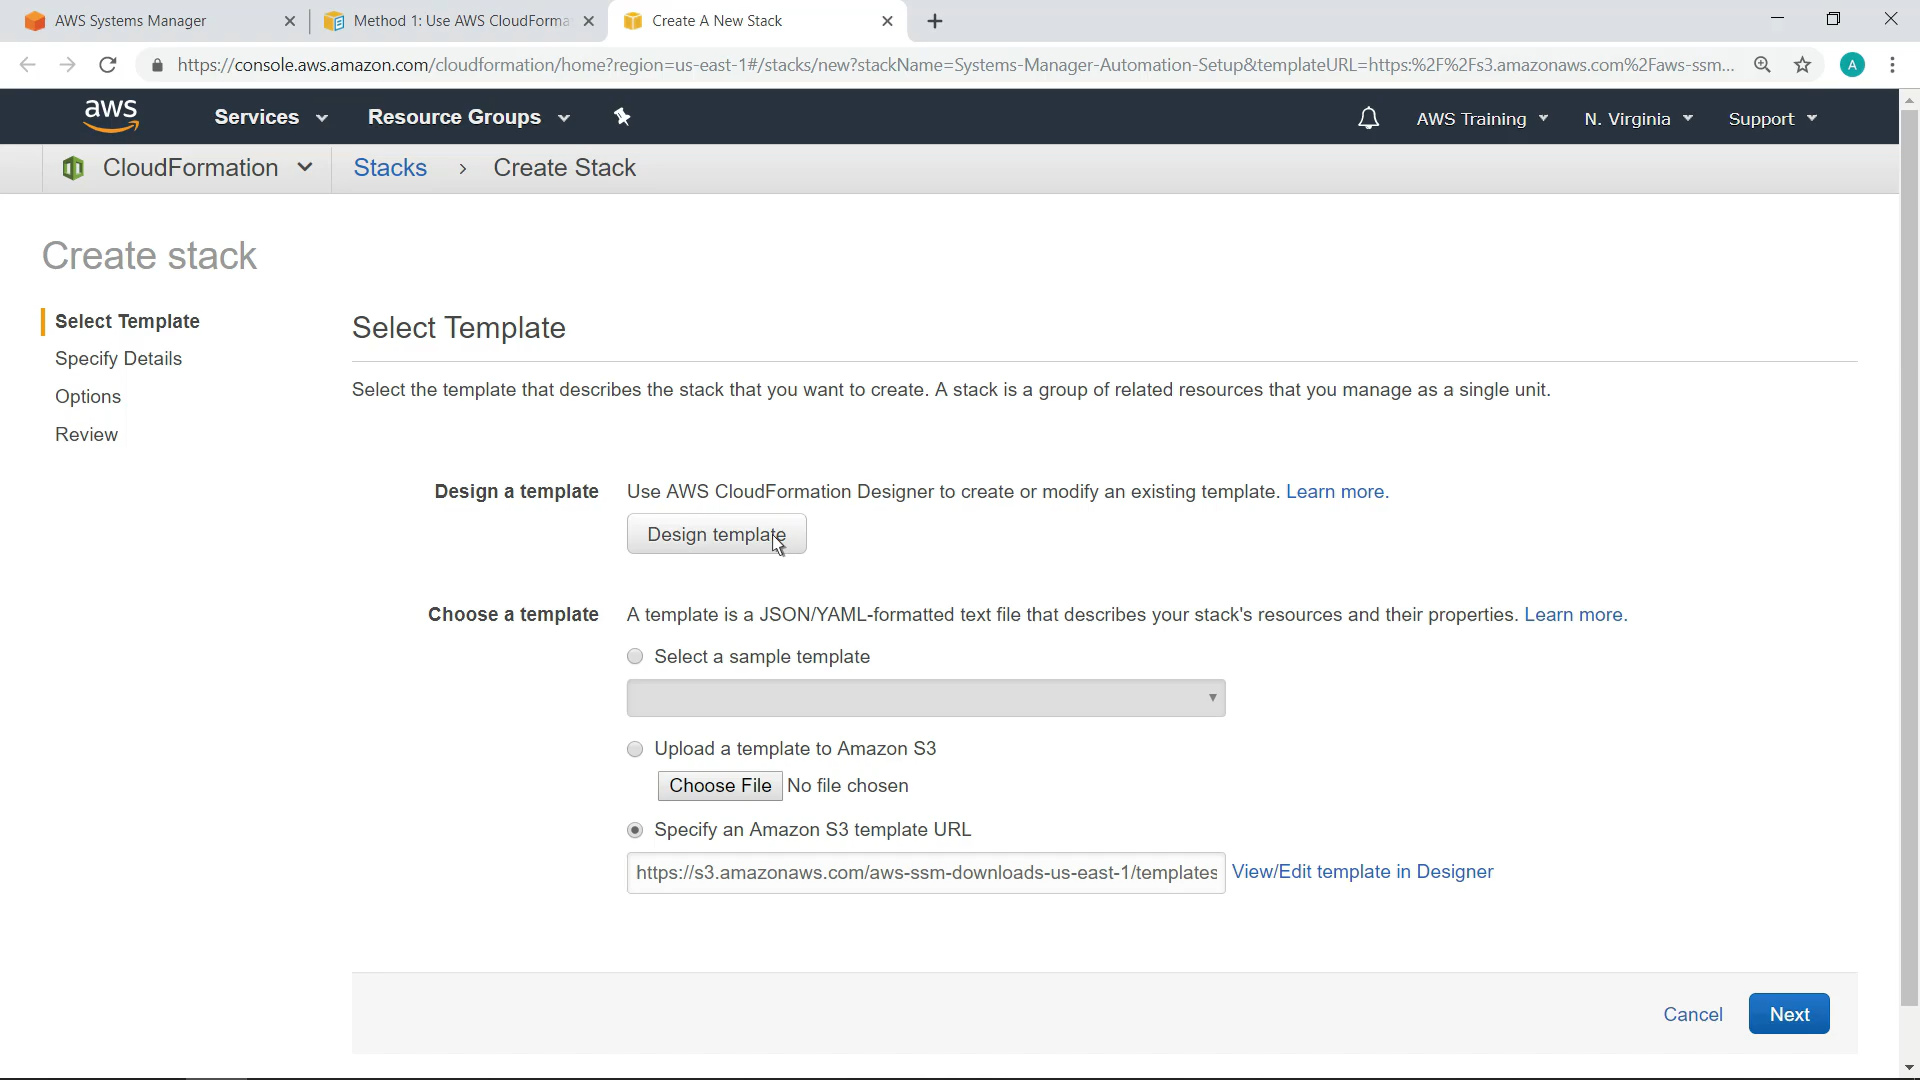 AWS Systems Manager
Method 1: Use AWS CloudForma
Create A New Stack
https://console.aws.amazon.com/cloudformation/home?region=us-east-1#/stacks/new?stackName=Systems-Manager-Automation-Setup&templateURL=https:%2F%2Fs3.amazonaws.com%2Faws-ssm...
A
aws
Services
Resource Groups
AWS Training
N. Virginia
Support
CloudFormation
Stacks > Create Stack
Create stack
Select Template
Specify Details
Options
Review
Select Template
Select the template that describes the stack that you want to create. A stack is a group of related resources that you manage as a single unit.
Design a template
Use AWS CloudFormation Designer to create or modify an existing template. Learn more.
Design template
Choose a template
A template is a JSON/YAML-formatted text file that describes your stack's resources and their properties. Learn more.
Select a sample template
Upload a template to Amazon S3
Choose File No file chosen
Specify an Amazon S3 template URL
https://s3.amazonaws.com/aws-ssm-downloads-us-east-1/templates
View/Edit template in Designer
Cancel
Next